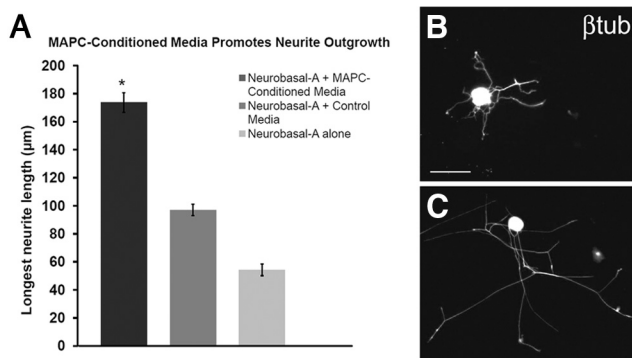 A
MAPC-Conditioned Media Promotes Neurite Outgrowth
Longest neurite length (µm)
200
180
160
140
120
100
80
60
40
20
0
*
Neurobasal-A + MAPC-
Conditioned Media
Neurobasal-A + Control
Media
Neurobasal-A alone
B
βtub
C